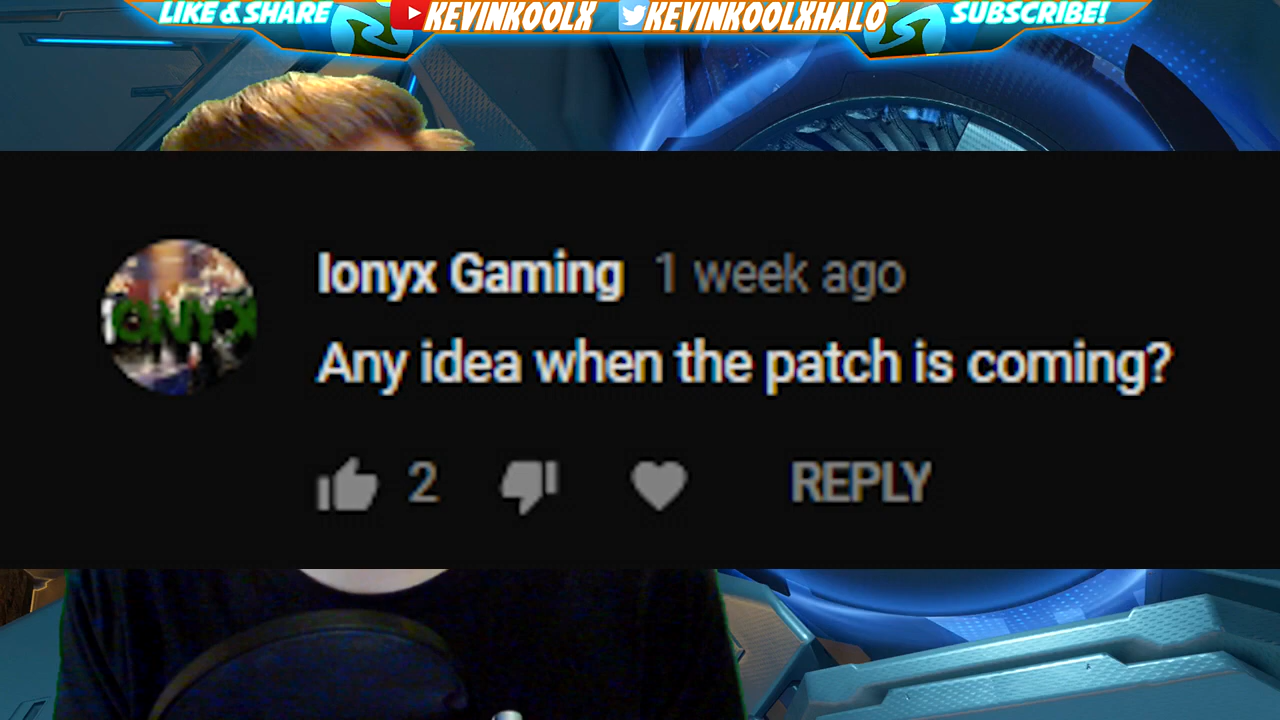 LIKE & SHARE KEVINKOOLX KEVINKOOLXHALO SUBSCRIBE!
IONYX
Ionyx Gaming 1 week ago
Any idea when the patch is coming?
2 REPLY